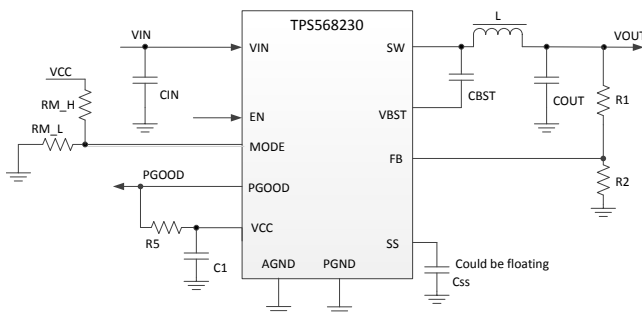 TPS568230
L
VIN
VIN
SW
VOUT
VCC
CIN
CBST
COUT
R1
RM_H
EN
VBST
RM_L
MODE
FB
PGOOD
PGOOD
R2
R5
VCC
SS
C1
AGND
PGND
Could be floating
Css